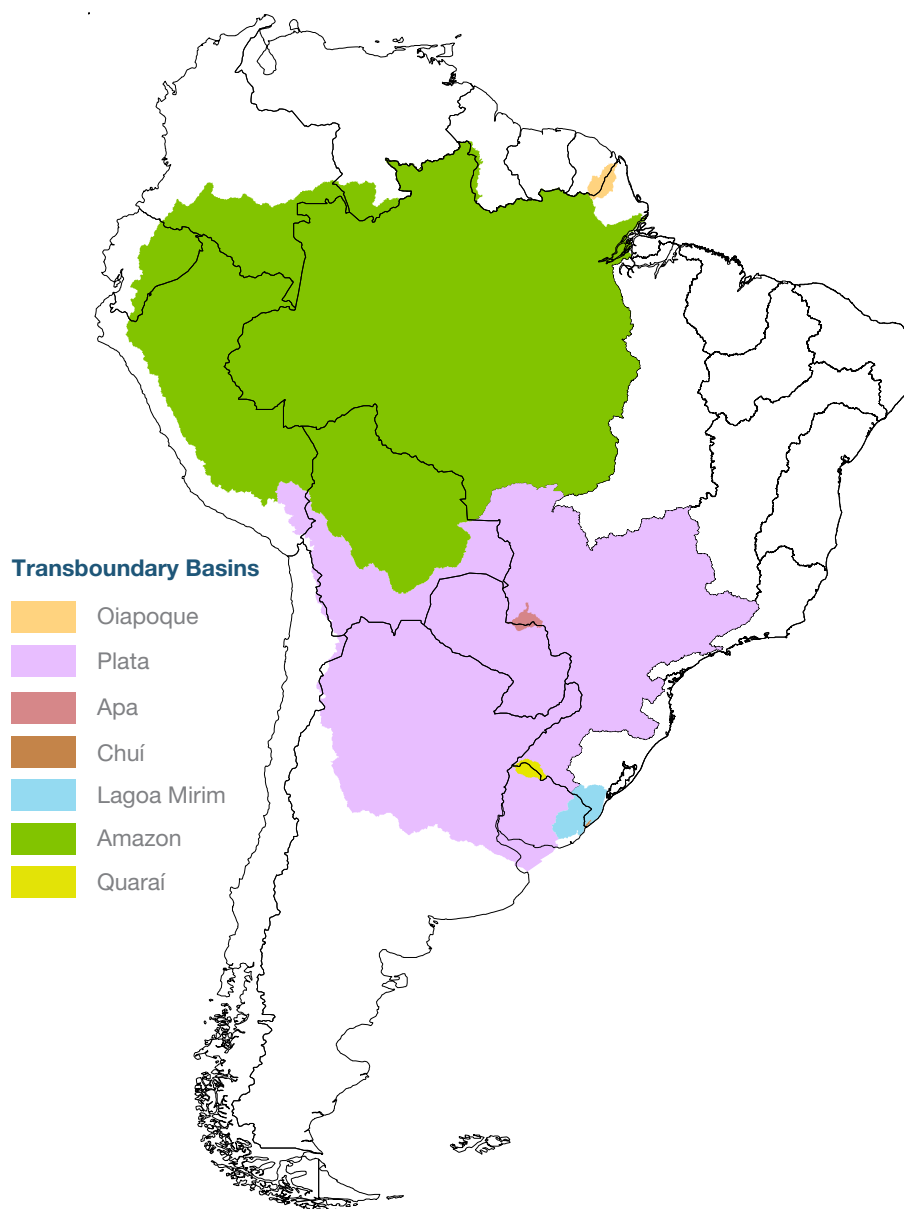 Transboundary Basins
Oiapoque
Plata
Apa
Chuí
Lagoa Mirim
Amazon
Quaraí